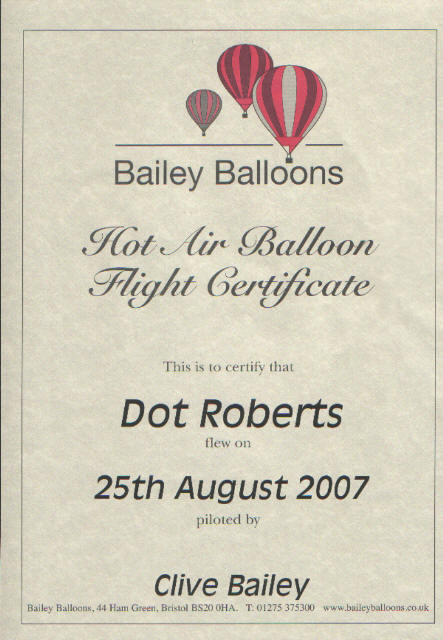 Bailey Balloons
Hot Air Balloon
Flight Certificate
This is to certify that
Dot Roberts
flew on
25th August 2007
piloted by
Clive Bailey
Bailey Balloons, 44 Ham Green, Bristol BS20 0HA. T: 01275 375300 www.baileyballoons.co.uk